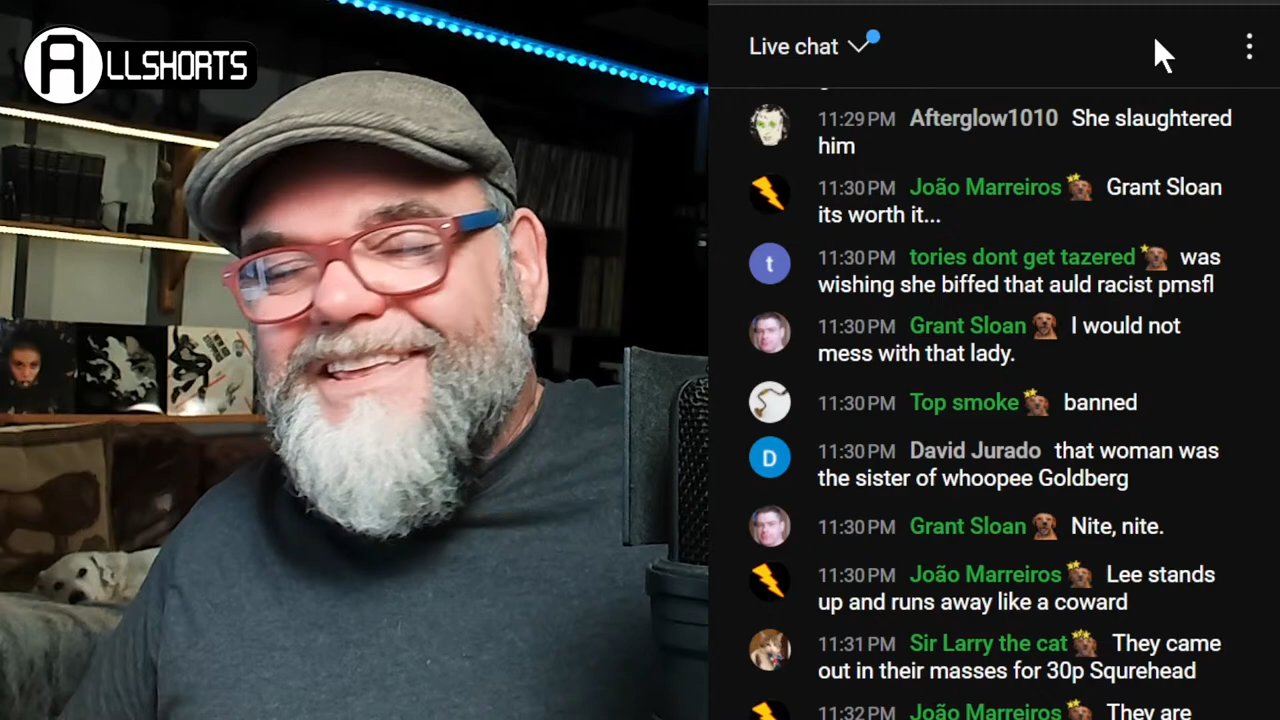 ALLSHORTS
Live chat
11:29 PM Afterglow1010 She slaughtered
him
11:30 PM João Marreiros Grant Sloan
its worth it...
t
11:30 PM tories dont get tazered was
wishing she biffed that auld racist pmsfl
11:30 PM Grant Sloan I would not
mess with that lady.
11:30 PM Top smoke banned
D
11:30 PM David Jurado that woman was
the sister of whoopee Goldberg
11:30 PM Grant Sloan Nite, nite.
11:30 PM João Marreiros Lee stands
up and runs away like a coward
11:31 PM Sir Larry the cat They came
out in their masses for 30p Squrehead
11:32 PM João Marreiros They are